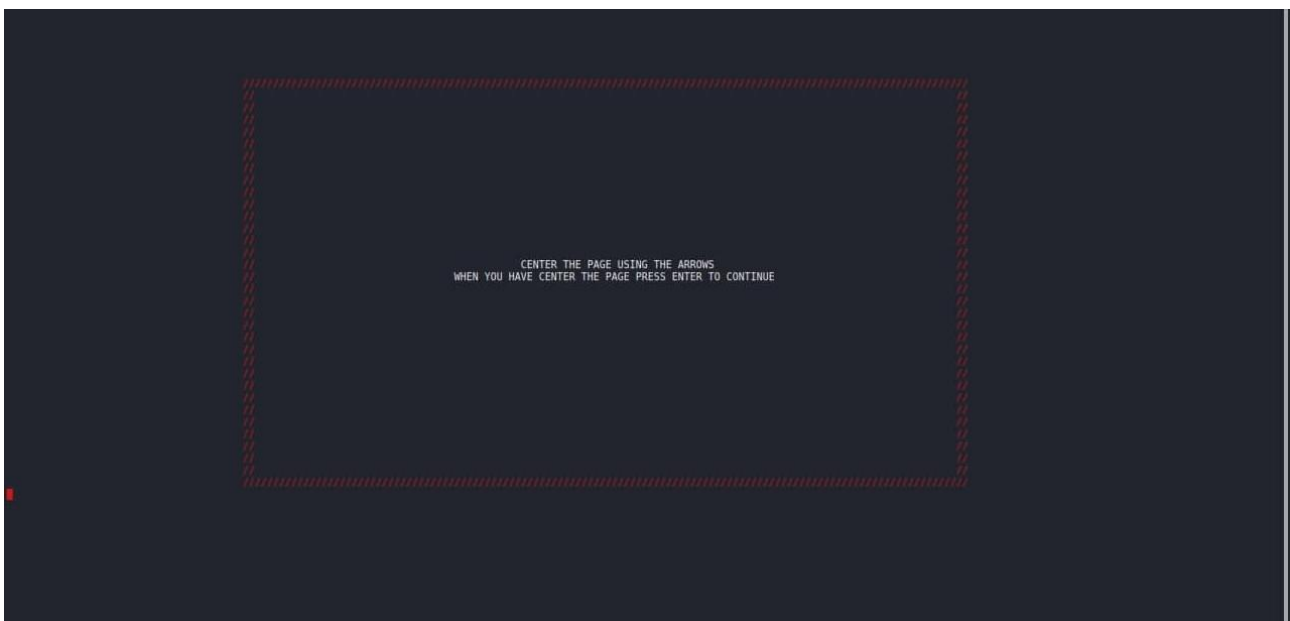 CENTER THE PAGE USING THE ARROWS
WHEN YOU HAVE CENTER THE PAGE PRESS ENTER TO CONTINUE